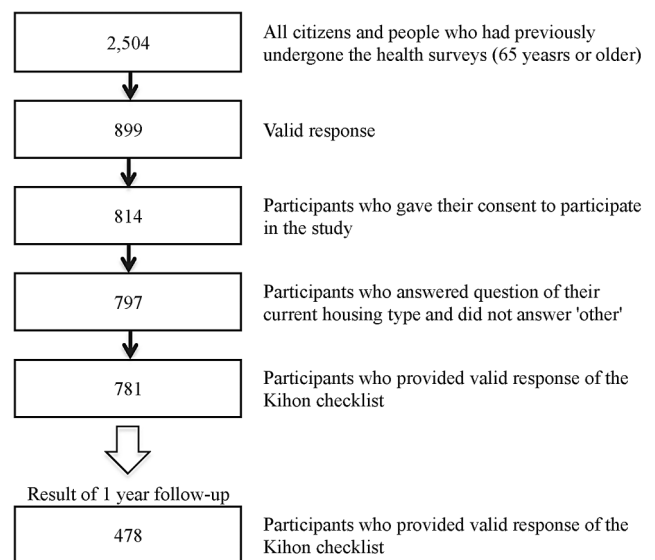 2,504
All citizens and people who had previously
undergone the health surveys (65 yeasrs or older)
899
Valid response
814
Participants who gave their consent to participate
in the study
797
Participants who answered question of their
current housing type and did not answer 'other'
781
Participants who provided valid response of the
Kihon checklist
Result of 1 year follow-up
478
Participants who provided valid response of the
Kihon checklist